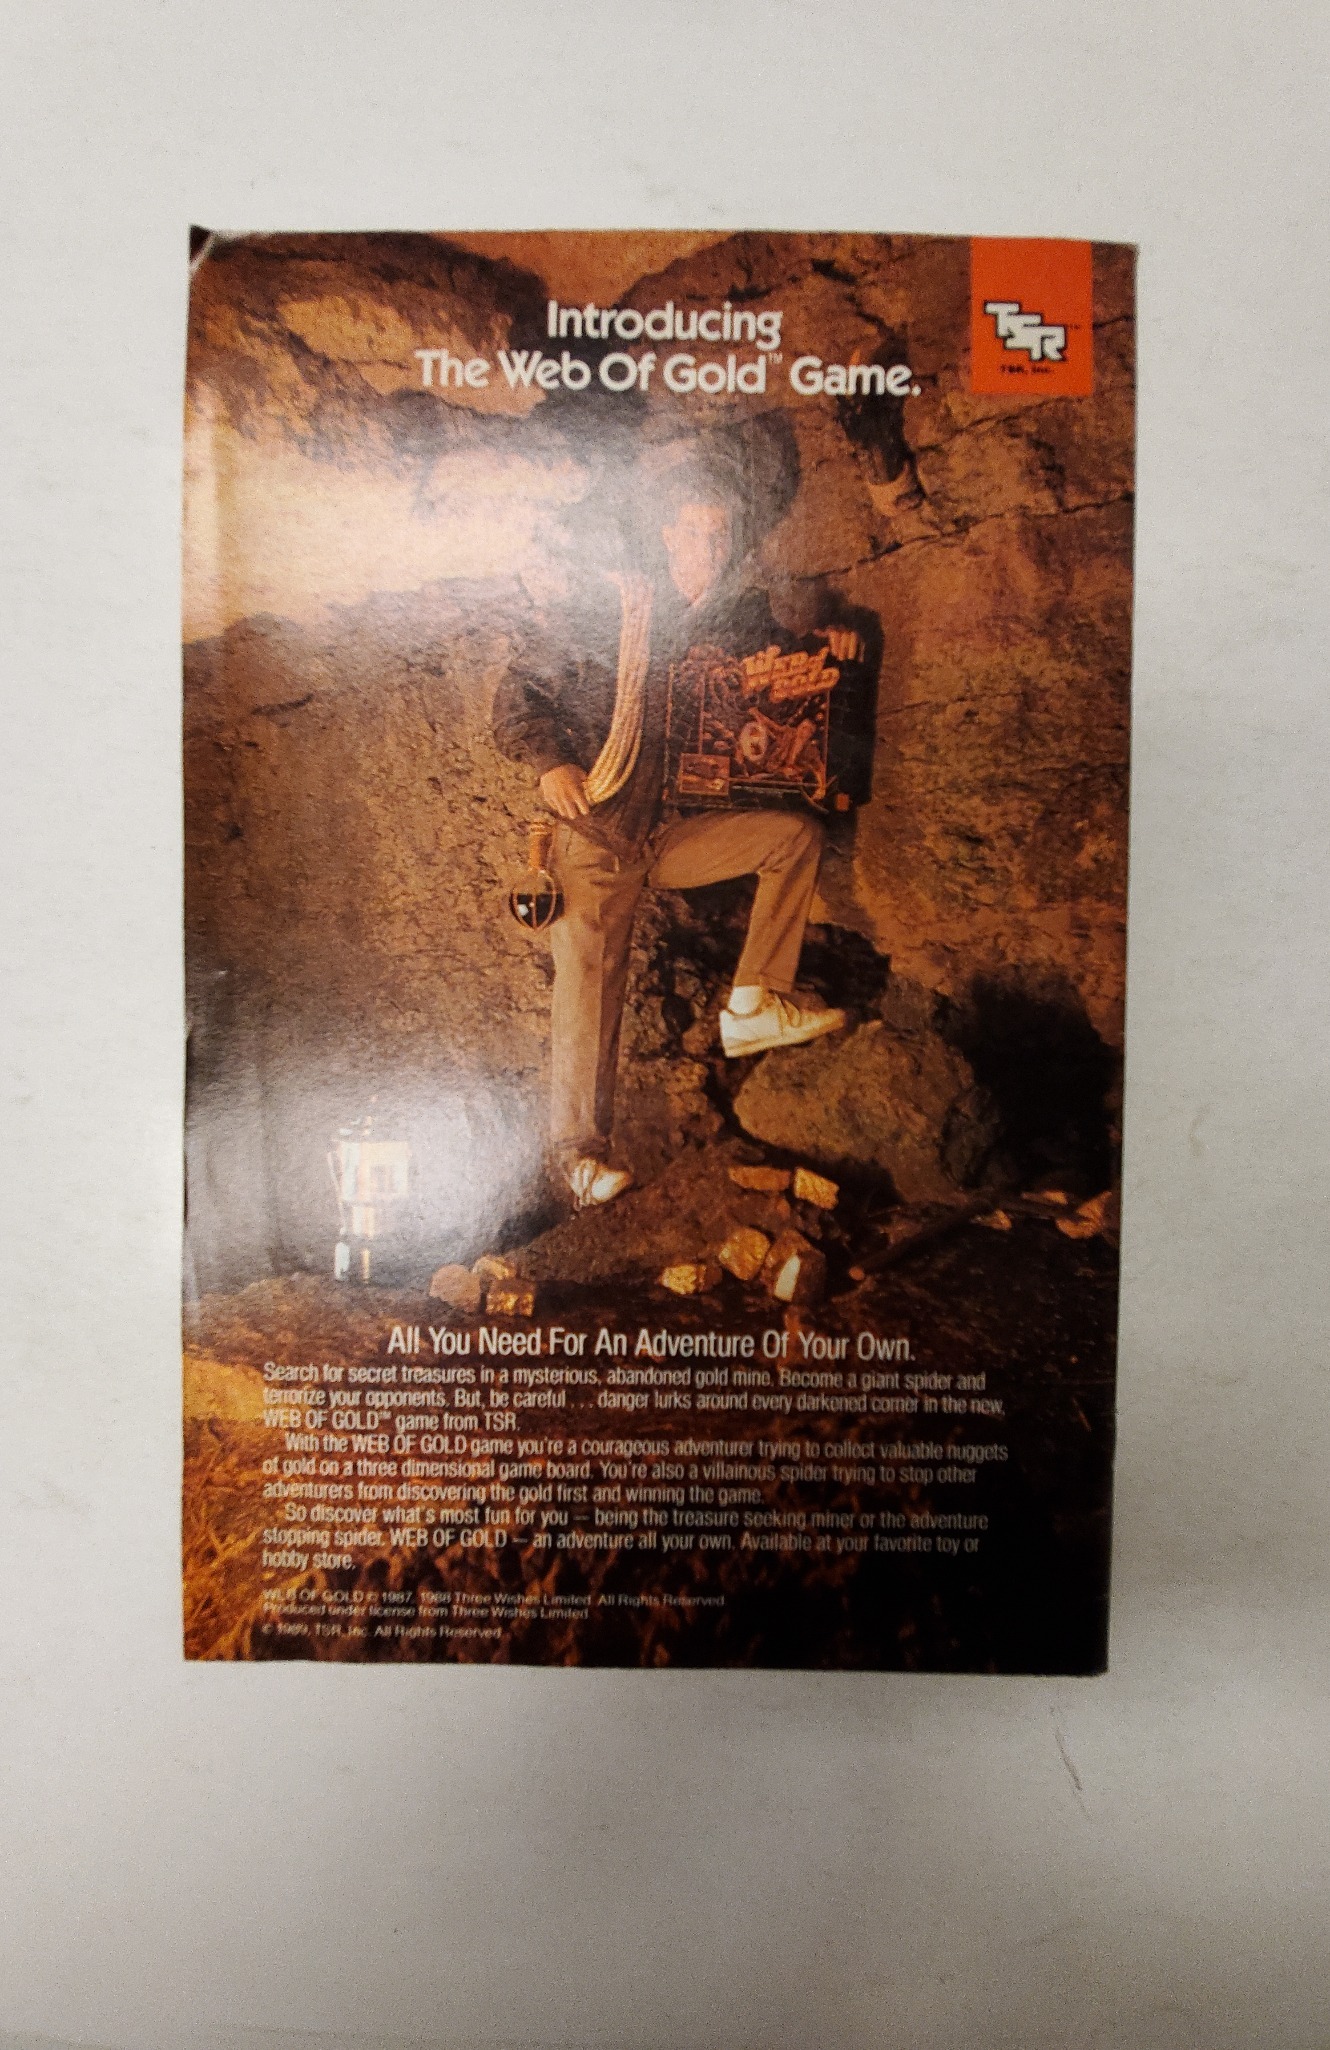 Introducing
The Web Of Gold™ Game.
TSR™
TSR, Inc.
WEB OF
GOLD
All You Need For An Adventure Of Your Own.
Search for secret treasures in a mysterious, abandoned gold mine. Become a giant spider and
terrorize your opponents. But, be careful . . . danger lurks around every darkened corner in the new,
WEB OF GOLD™ game from TSR.
With the WEB OF GOLD game you're a courageous adventurer trying to collect valuable nuggets
of gold on a three dimensional game board. You're also a villainous spider trying to stop other
adventurers from discovering the gold first and winning the game.
So discover what's most fun for you — being the treasure seeking miner or the adventure
stopping spider. WEB OF GOLD — an adventure all your own. Available at your favorite toy or
hobby store.
WEB OF GOLD © 1987, 1988 Three Wishes Limited. All Rights Reserved
Produced under license from Three Wishes Limited
© 1989, TSR, Inc. All Rights Reserved.